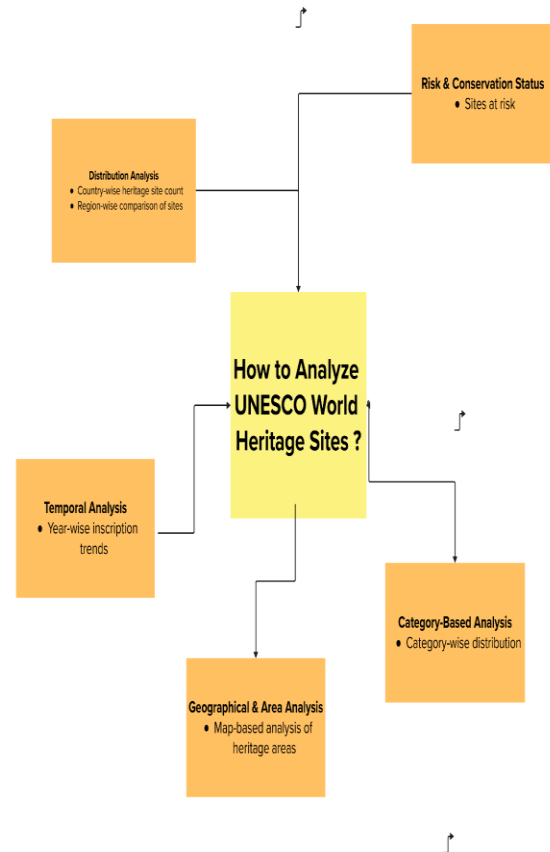 Risk & Conservation Status
● Sites at risk
Distribution Analysis
● Country-wise heritage site count
● Region-wise comparison of sites
How to Analyze
UNESCO World
Heritage Sites ?
Temporal Analysis
● Year-wise inscription
trends
Category-Based Analysis
● Category-wise distribution
Geographical & Area Analysis
● Map-based analysis of
heritage areas